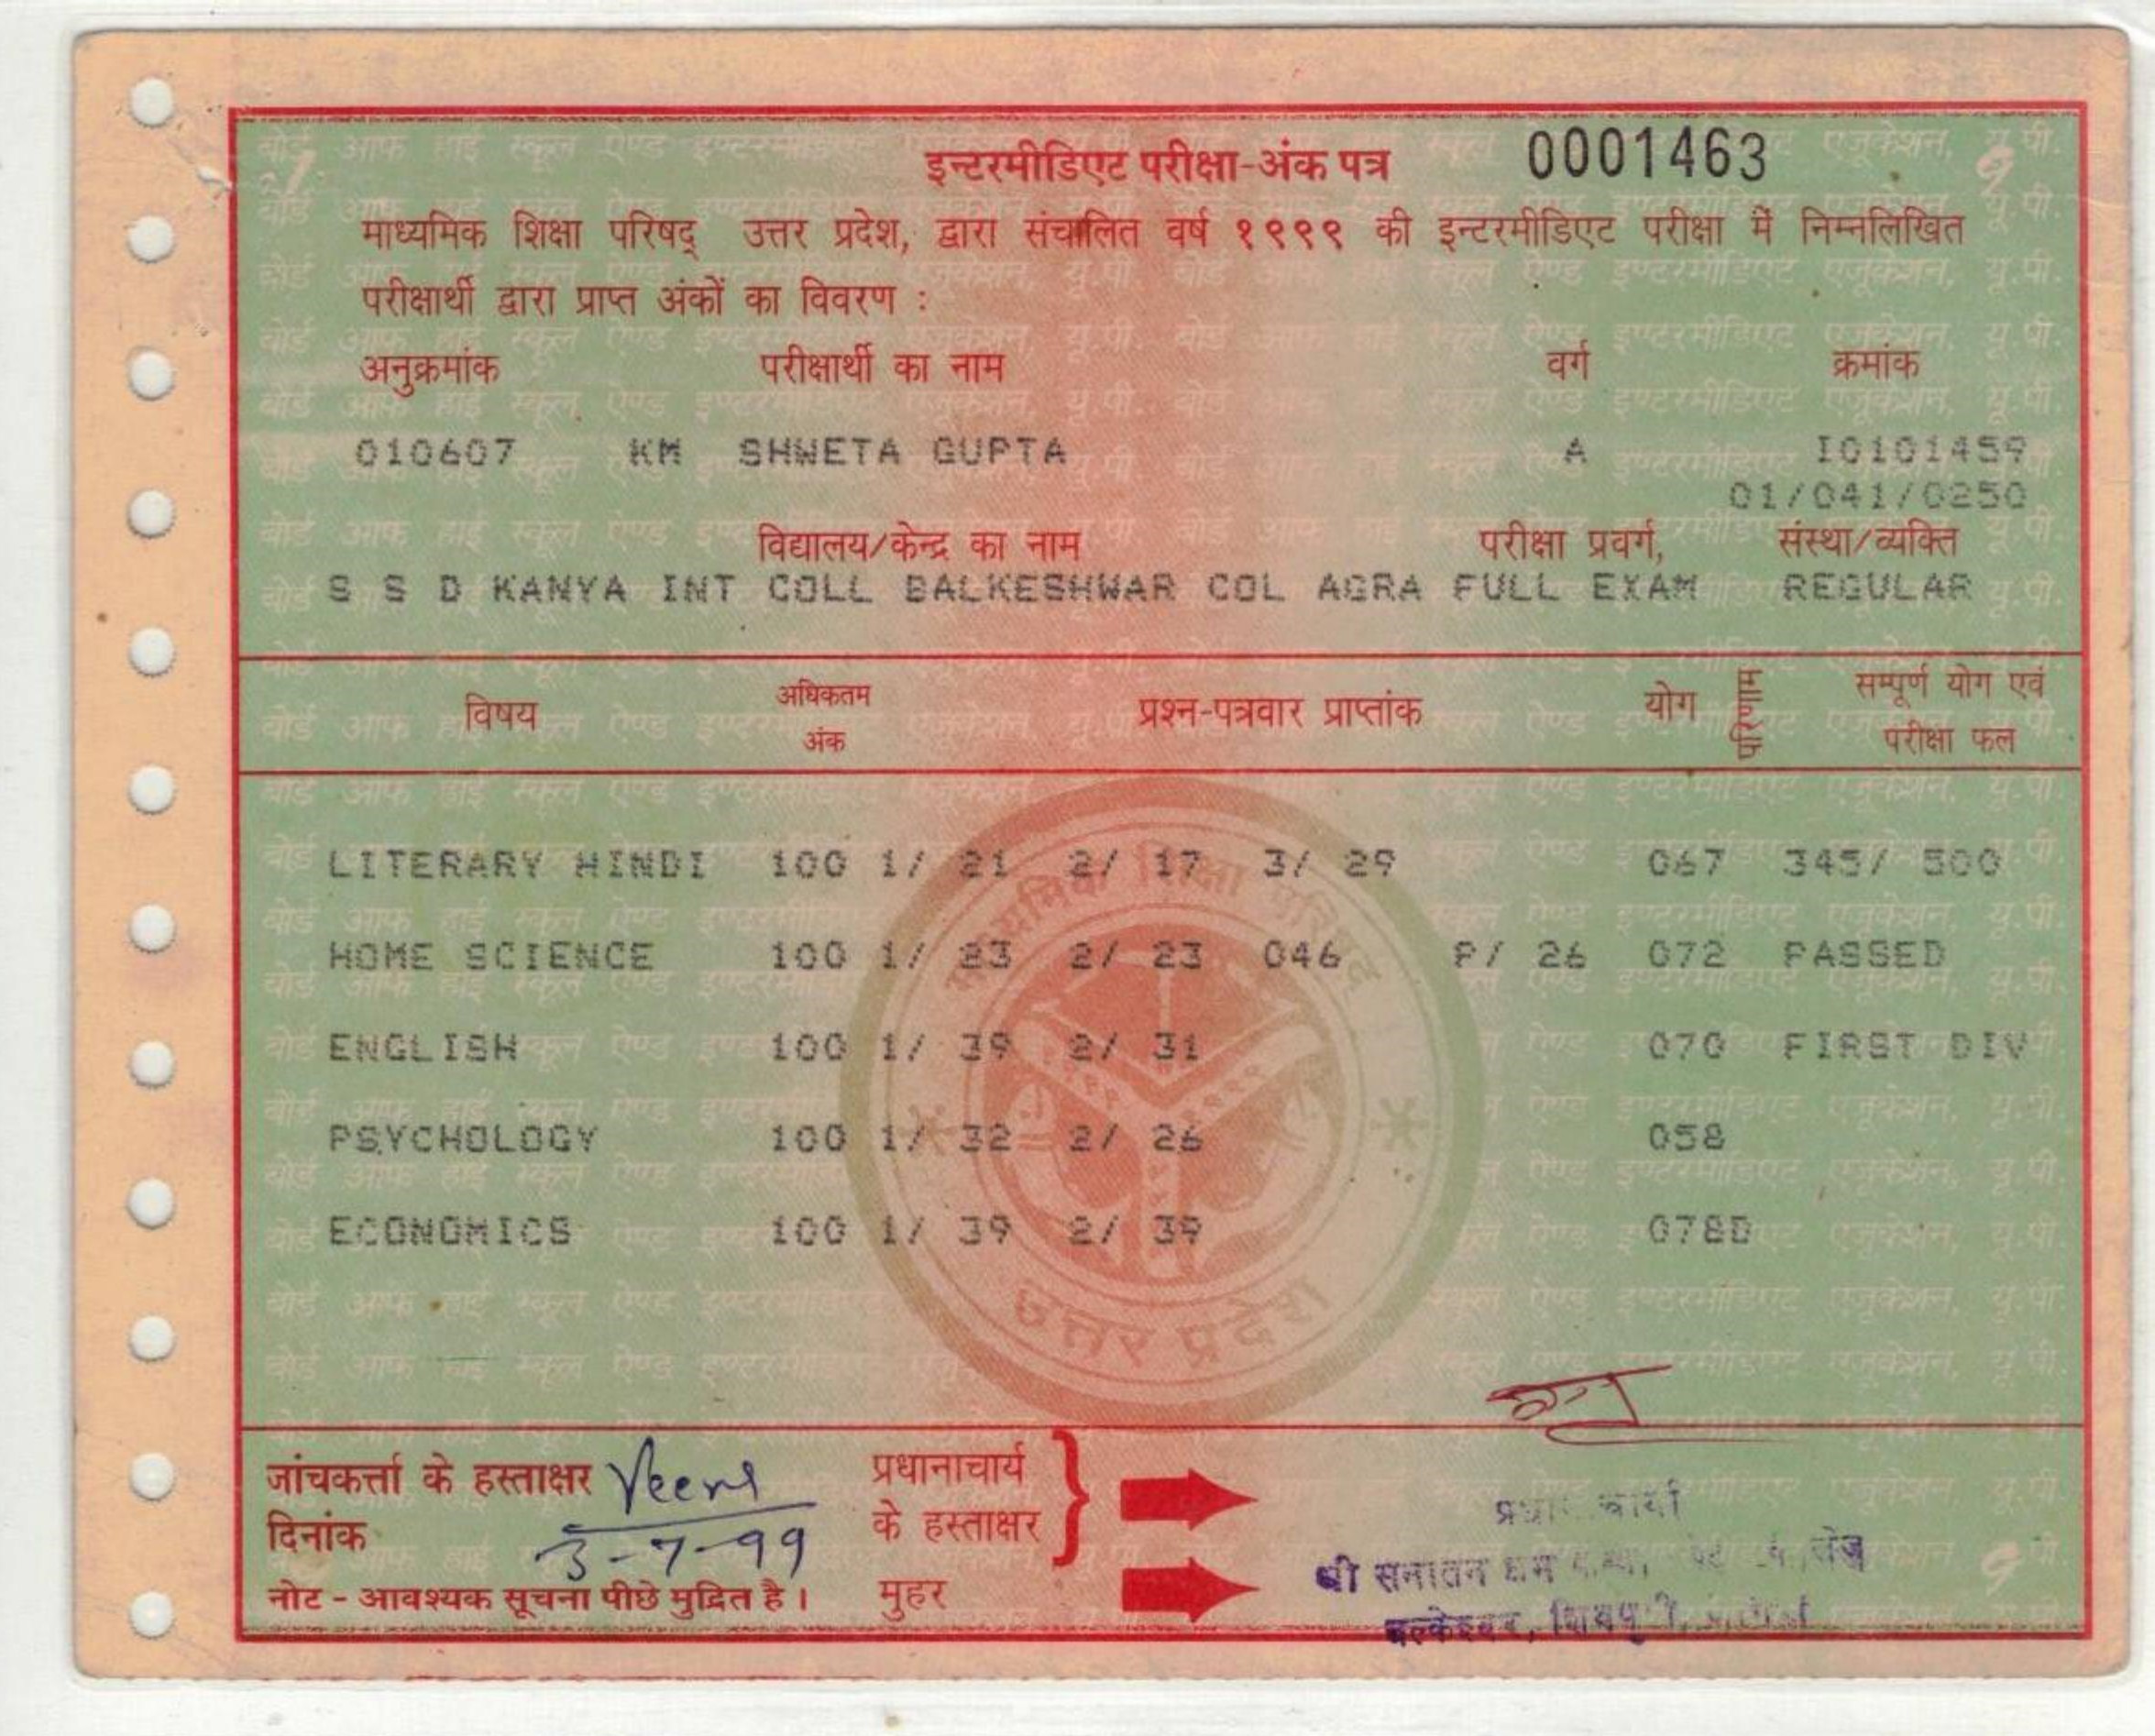 इन्टरमीडिएट परीक्षा-अंक पत्र 0001463
माध्यमिक शिक्षा परिषद् उत्तर प्रदेश, द्वारा संचालित वर्ष १९९९ की इन्टरमीडिएट परीक्षा में निम्नलिखित
परीक्षार्थी द्वारा प्राप्त अंकों का विवरण :
अनुक्रमांक परीक्षार्थी का नाम वर्ग क्रमांक
010607 KM SHWETA GUPTA A I0101459
01/041/0250
विद्यालय/केन्द्र का नाम परीक्षा प्रवर्ग, संस्था/व्यक्ति
S S D KANYA INT COLL BALKESHWAR COL AGRA FULL EXAM REGULAR
विषय अधिकतम अंक प्रश्न-पत्रवार प्राप्तांक योग परिणाम सम्पूर्ण योग एवं परीक्षा फल
LITERARY HINDI 100 1/ 21 2/ 17 3/ 29 067 345/ 500
HOME SCIENCE 100 1/ 23 2/ 23 046 P/ 26 072 PASSED
ENGLISH 100 1/ 39 2/ 31 070 FIRST DIV
PSYCHOLOGY 100 1/ 32 2/ 26 058
ECONOMICS 100 1/ 39 2/ 39 078D
उत्तर प्रदेश
जांचकर्त्ता के हस्ताक्षर Veena प्रधानाचार्य
के हस्ताक्षर
दिनांक 3-7-99
नोट - आवश्यक सूचना पीछे मुद्रित है। मुहर
श्री सनातन धर्म
बल्केश्वर,